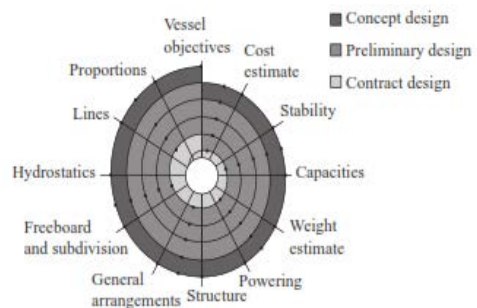 Vessel
objectives
Cost
estimate
Stability
Capacities
Weight
estimate
Powering
Structure
General
arrangements
Freeboard
and subdivision
Hydrostatics
Lines
Proportions
Concept design
Preliminary design
Contract design